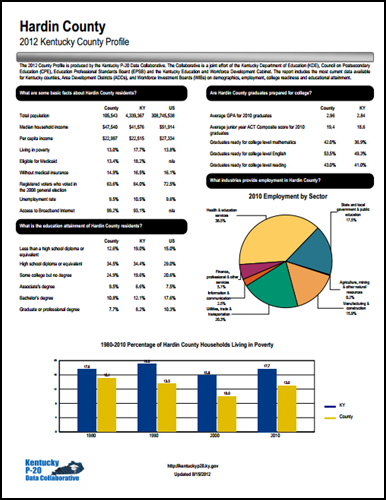 Hardin County
2012 Kentucky County Profile
The 2012 County Profile is produced by the Kentucky P-20 Data Collaborative. The Collaborative is a joint effort of the Kentucky Department of Education (KDE), Council on Postsecondary
Education (CPE), Education Professional Standards Board (EPSB) and the Kentucky Education and Workforce Development Cabinet. The report includes the most current data available
for Kentucky counties, Area Development Districts (ADDs), and Workforce Investment Boards (WIBs) on demographics, employment, college readiness and educational attainment.
What are some basic facts about Hardin County residents?
County KY US
Total population 105,543 4,339,367 308,745,538
Median household income $47,540 $41,576 $51,914
Per capita income $22,997 $22,515 $27,334
Living in poverty 13.0% 17.7% 13.8%
Eligible for Medicaid 13.4% 18.2% n/a
Without medical insurance 14.9% 16.5% 16.1%
Registered voters who voted in
the 2008 general election 63.6% 64.0% 72.5%
Unemployment rate 9.5% 10.5% 9.6%
Access to Broadband Internet 99.2% 93.1% n/a
What is the education attainment of Hardin County residents?
County KY US
Less than a high school diploma or
equivalent 12.6% 19.0% 15.0%
High school diploma or equivalent 34.5% 34.4% 29.0%
Some college but no degree 24.9% 19.8% 20.6%
Associate's degree 9.5% 6.6% 7.5%
Bachelor's degree 10.8% 12.1% 17.6%
Graduate or professional degree 7.7% 8.2% 10.3%
Are Hardin County graduates prepared for college?
County KY
Average GPA for 2010 graduates 2.96 2.84
Average junior year ACT Composite score for 2010
graduates 18.4 18.8
Graduates ready for college level mathematics 42.0% 36.9%
Graduates ready for college level English 53.5% 49.3%
Graduates ready for college level reading 43.0% 41.0%
What industries provide employment in Hardin County?
2010 Employment by Sector
Health & education
services
State and local
government &
public education
17.9%
Finance,
professional & other
services
Information &
communication
Utilities, trade &
transportation
20.3%
Agriculture, mining
& other natural
resources
0.7%
Manufacturing &
construction
1980-2010 Percentage of Hardin County Households Living in Poverty
1980 1990 2000 2010
KY
County
Kentucky
P-20
Data Collaborative
http://kentuckyp20.ky.gov
Updated 8/15/2012